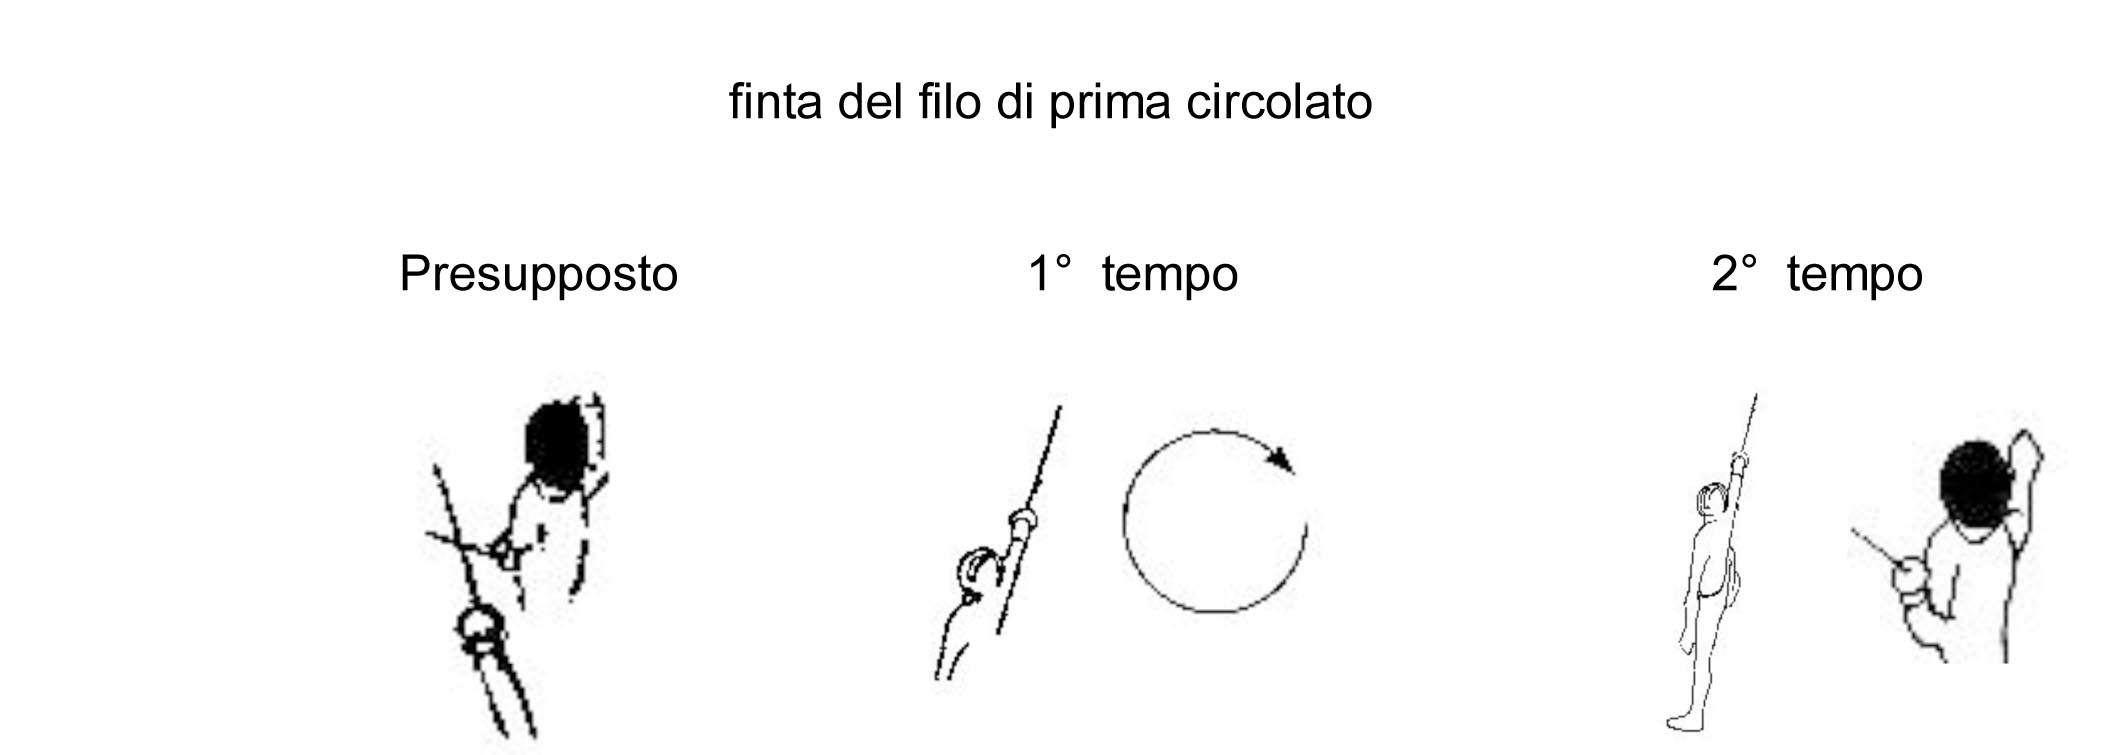 finta del filo di prima circolato
Presupposto 1° tempo 2° tempo